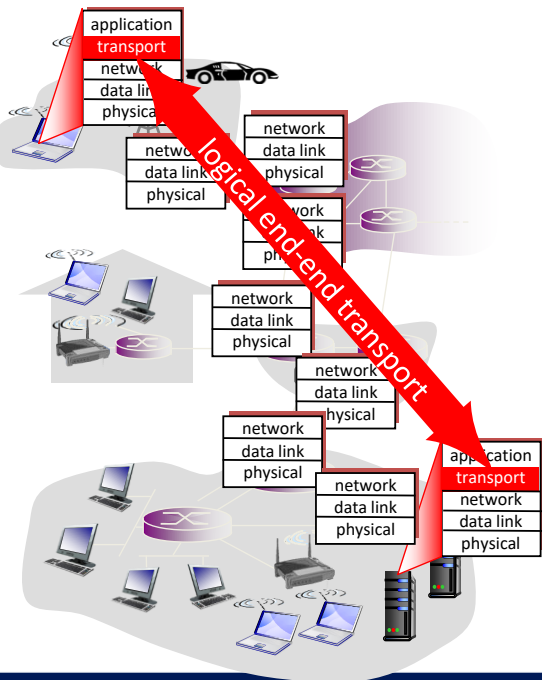 application
transport
network
data link
physical
network
data link
physical
network
data link
physical
network
logical end-end transport
network
data link
physical
network
data link
physical
network
data link
physical
network
data link
physical
application
transport
network
data link
physical